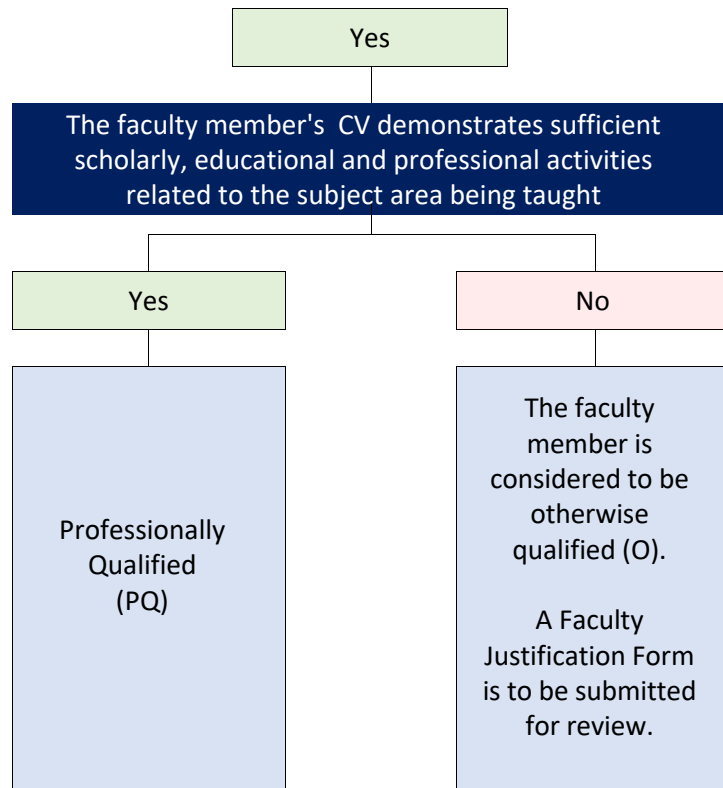 Yes
The faculty member's  CV demonstrates sufficient
scholarly, educational and professional activities
related to the subject area being taught
Yes
No
Professionally
Qualified
(PQ)
The faculty
member is
considered to be
otherwise
qualified (O).
A Faculty
Justification Form
is to be submitted
for review.